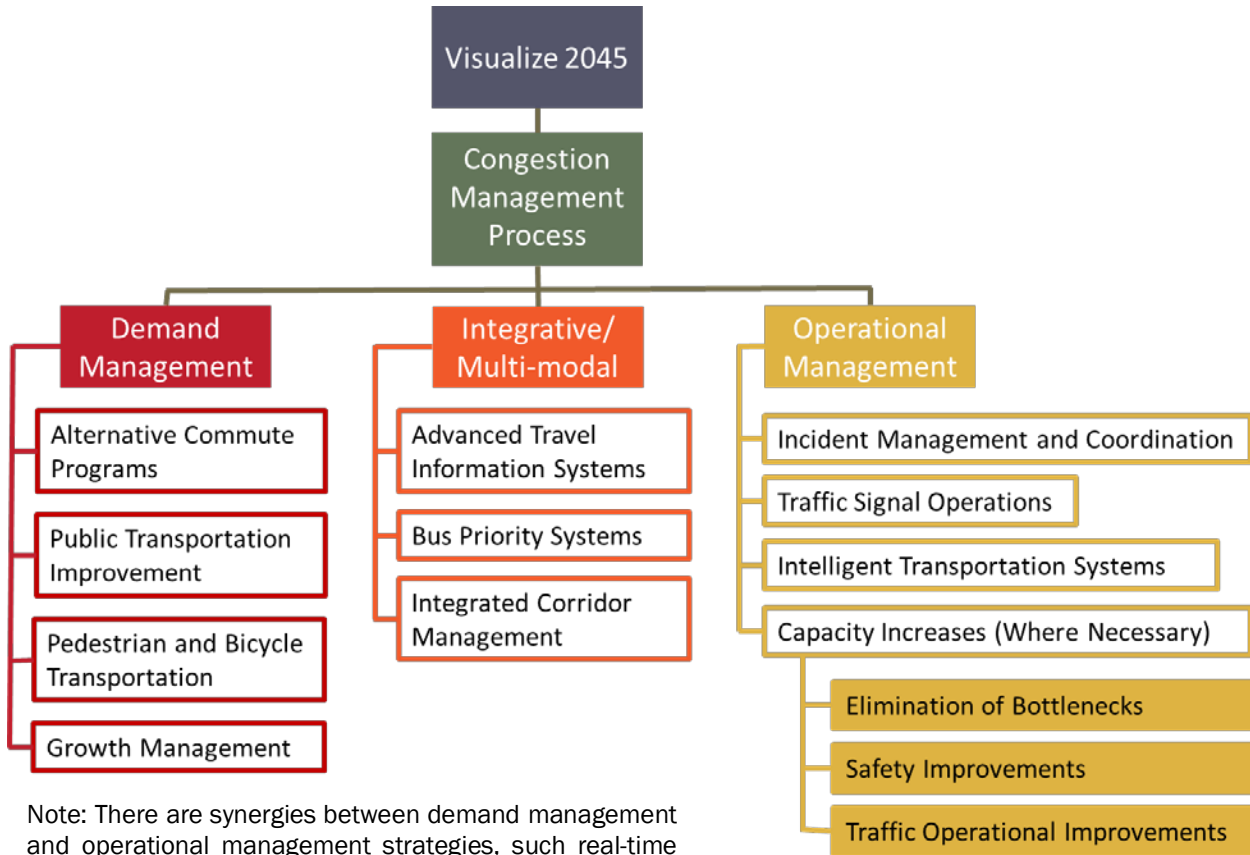 Visualize 2045
Congestion
Management
Process
Demand
Management
Alternative Commute
Programs
Public Transportation
Improvement
Pedestrian and Bicycle
Transportation
Growth Management
Integrative/
Multi-modal
Advanced Travel
Information Systems
Bus Priority Systems
Integrated Corridor
Management
Operational
Management
Incident Management and Coordination
Traffic Signal Operations
Intelligent Transportation Systems
Capacity Increases (Where Necessary)
Elimination of Bottlenecks
Safety Improvements
Traffic Operational Improvements
Note: There are synergies between demand management
and operational management strategies, such real-time